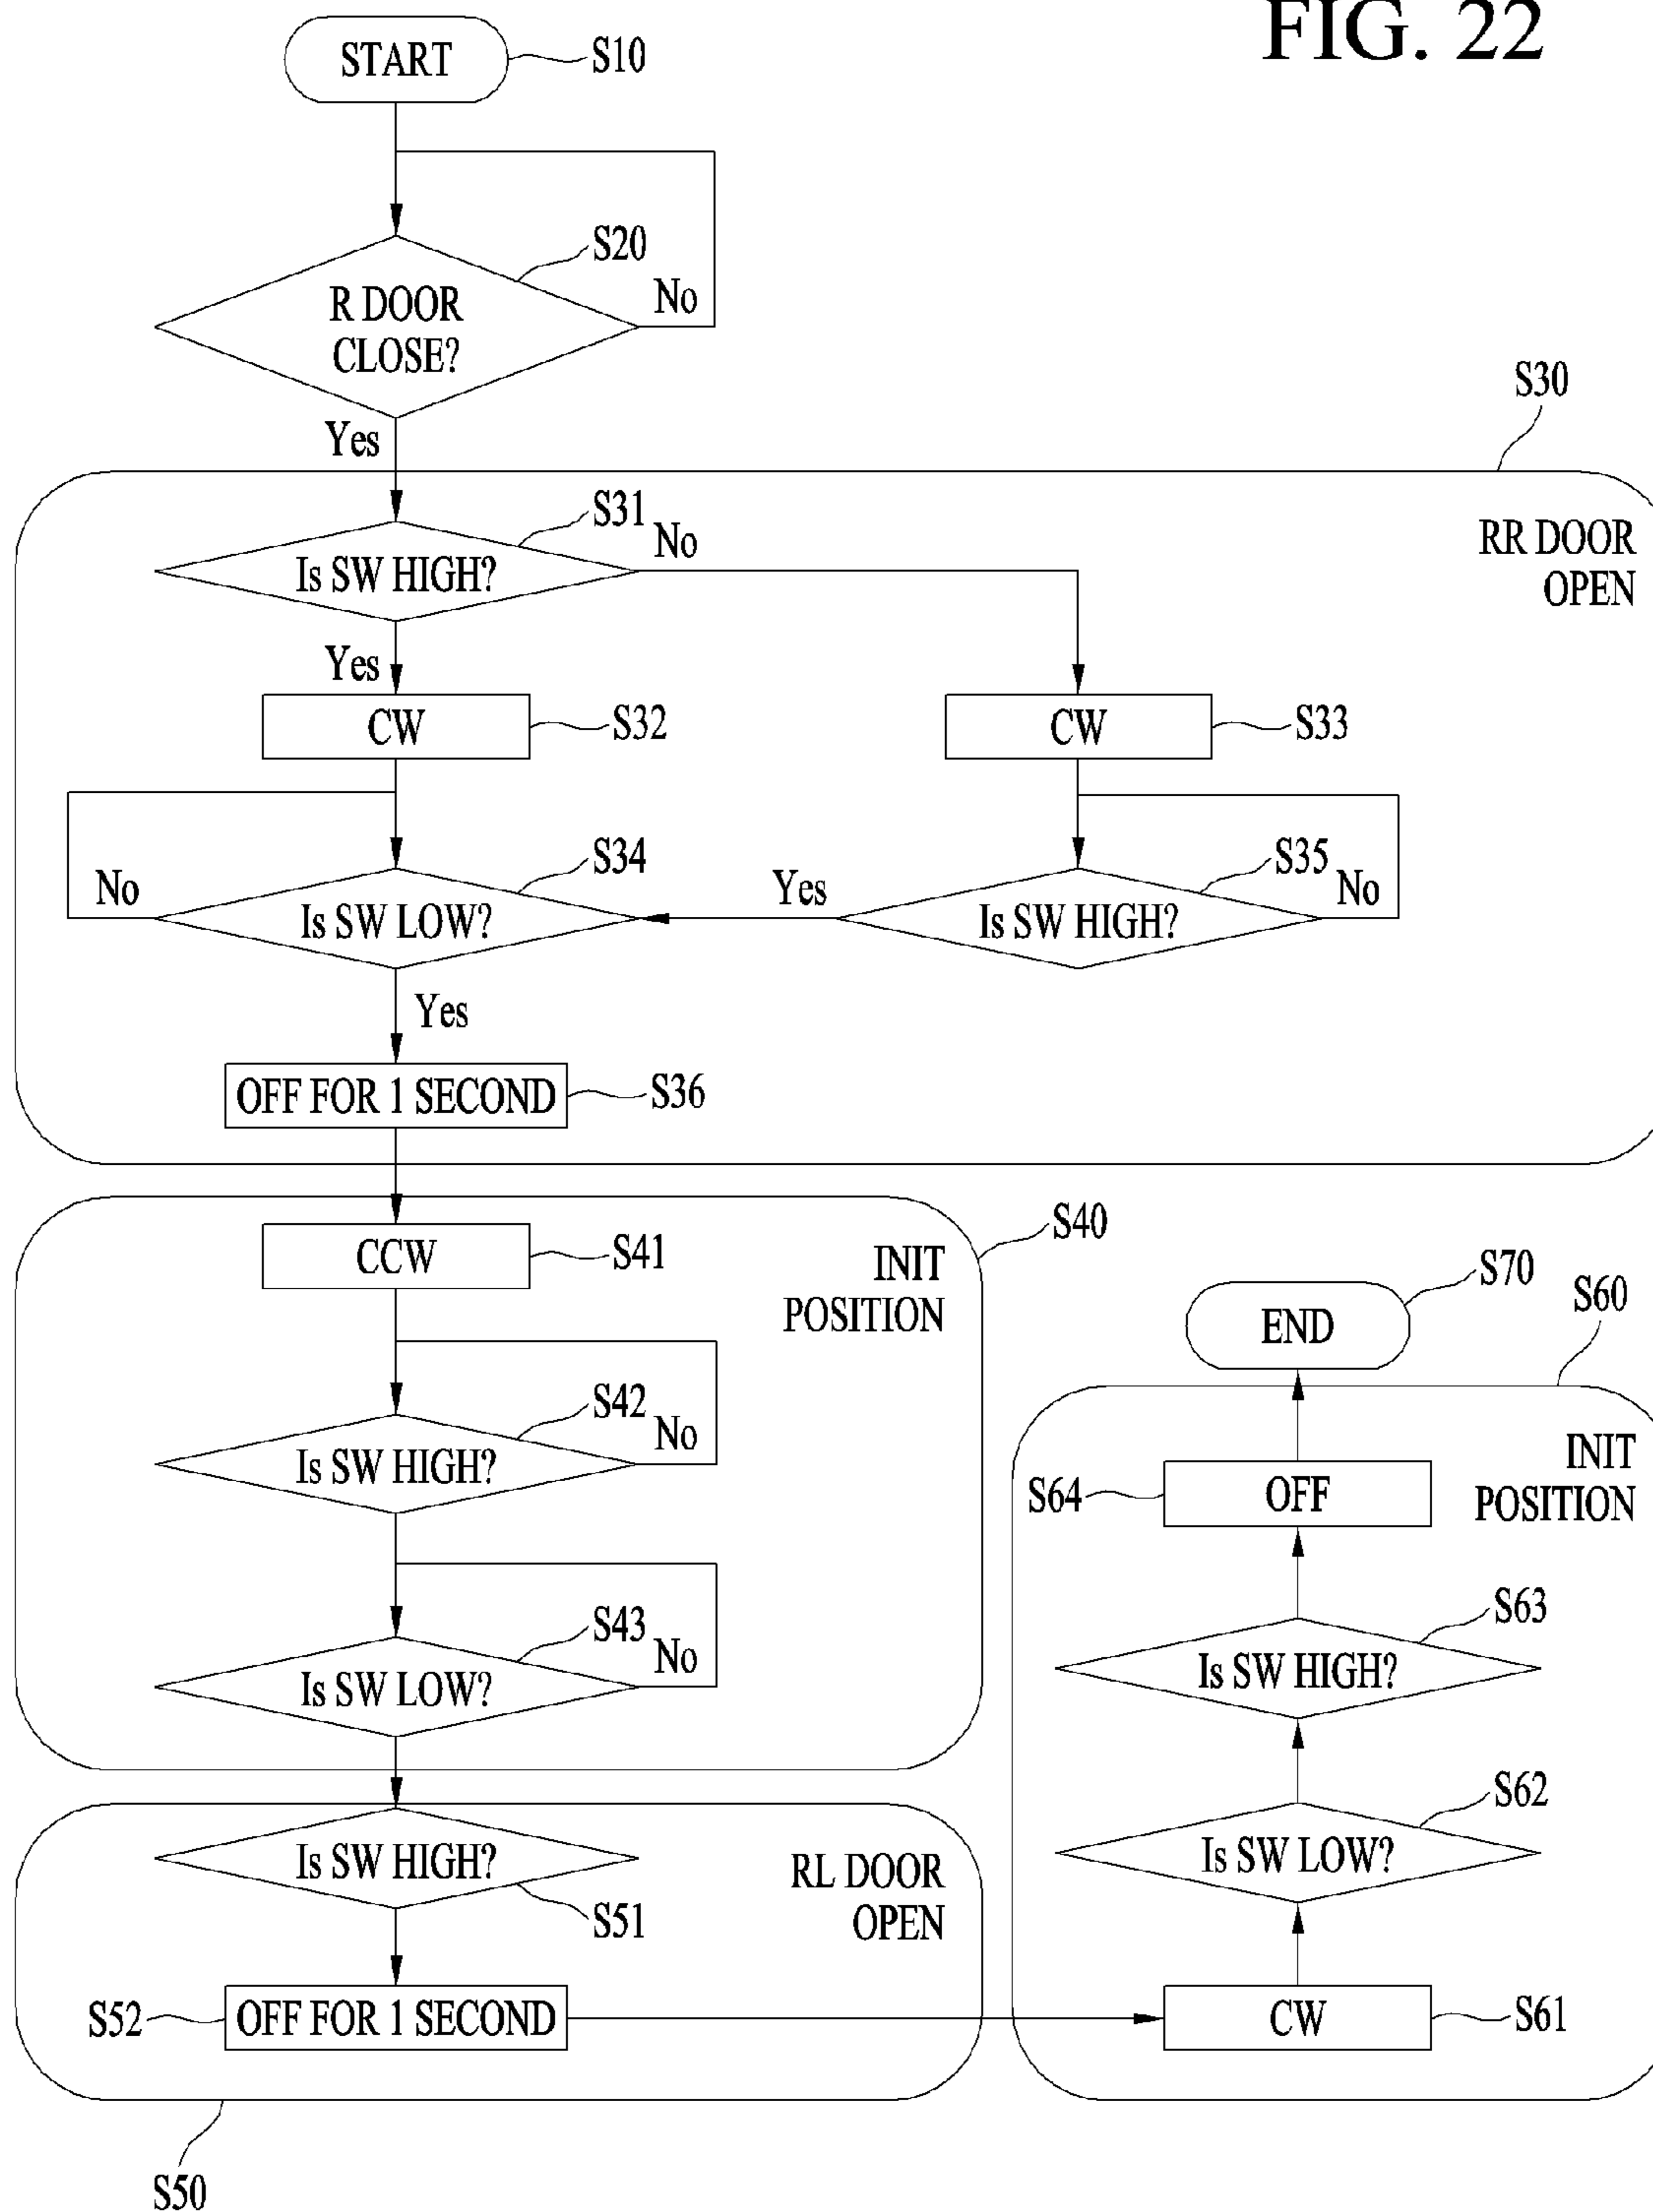 FIG. 22
START
S10
S20
R DOOR
CLOSE?
No
Yes
S30
RR DOOR
OPEN
S31
Is SW HIGH?
No
Yes
CW
S32
CW
S33
S34
Is SW LOW?
No
S35
Is SW HIGH?
No
Yes
Yes
OFF FOR 1 SECOND
S36
S40
INIT
POSITION
CCW
S41
S42
Is SW HIGH?
No
S43
Is SW LOW?
No
RL DOOR
OPEN
Is SW HIGH?
S51
S52
OFF FOR 1 SECOND
S50
S70
END
S60
INIT
POSITION
S64
OFF
S63
Is SW HIGH?
S62
Is SW LOW?
CW
S61